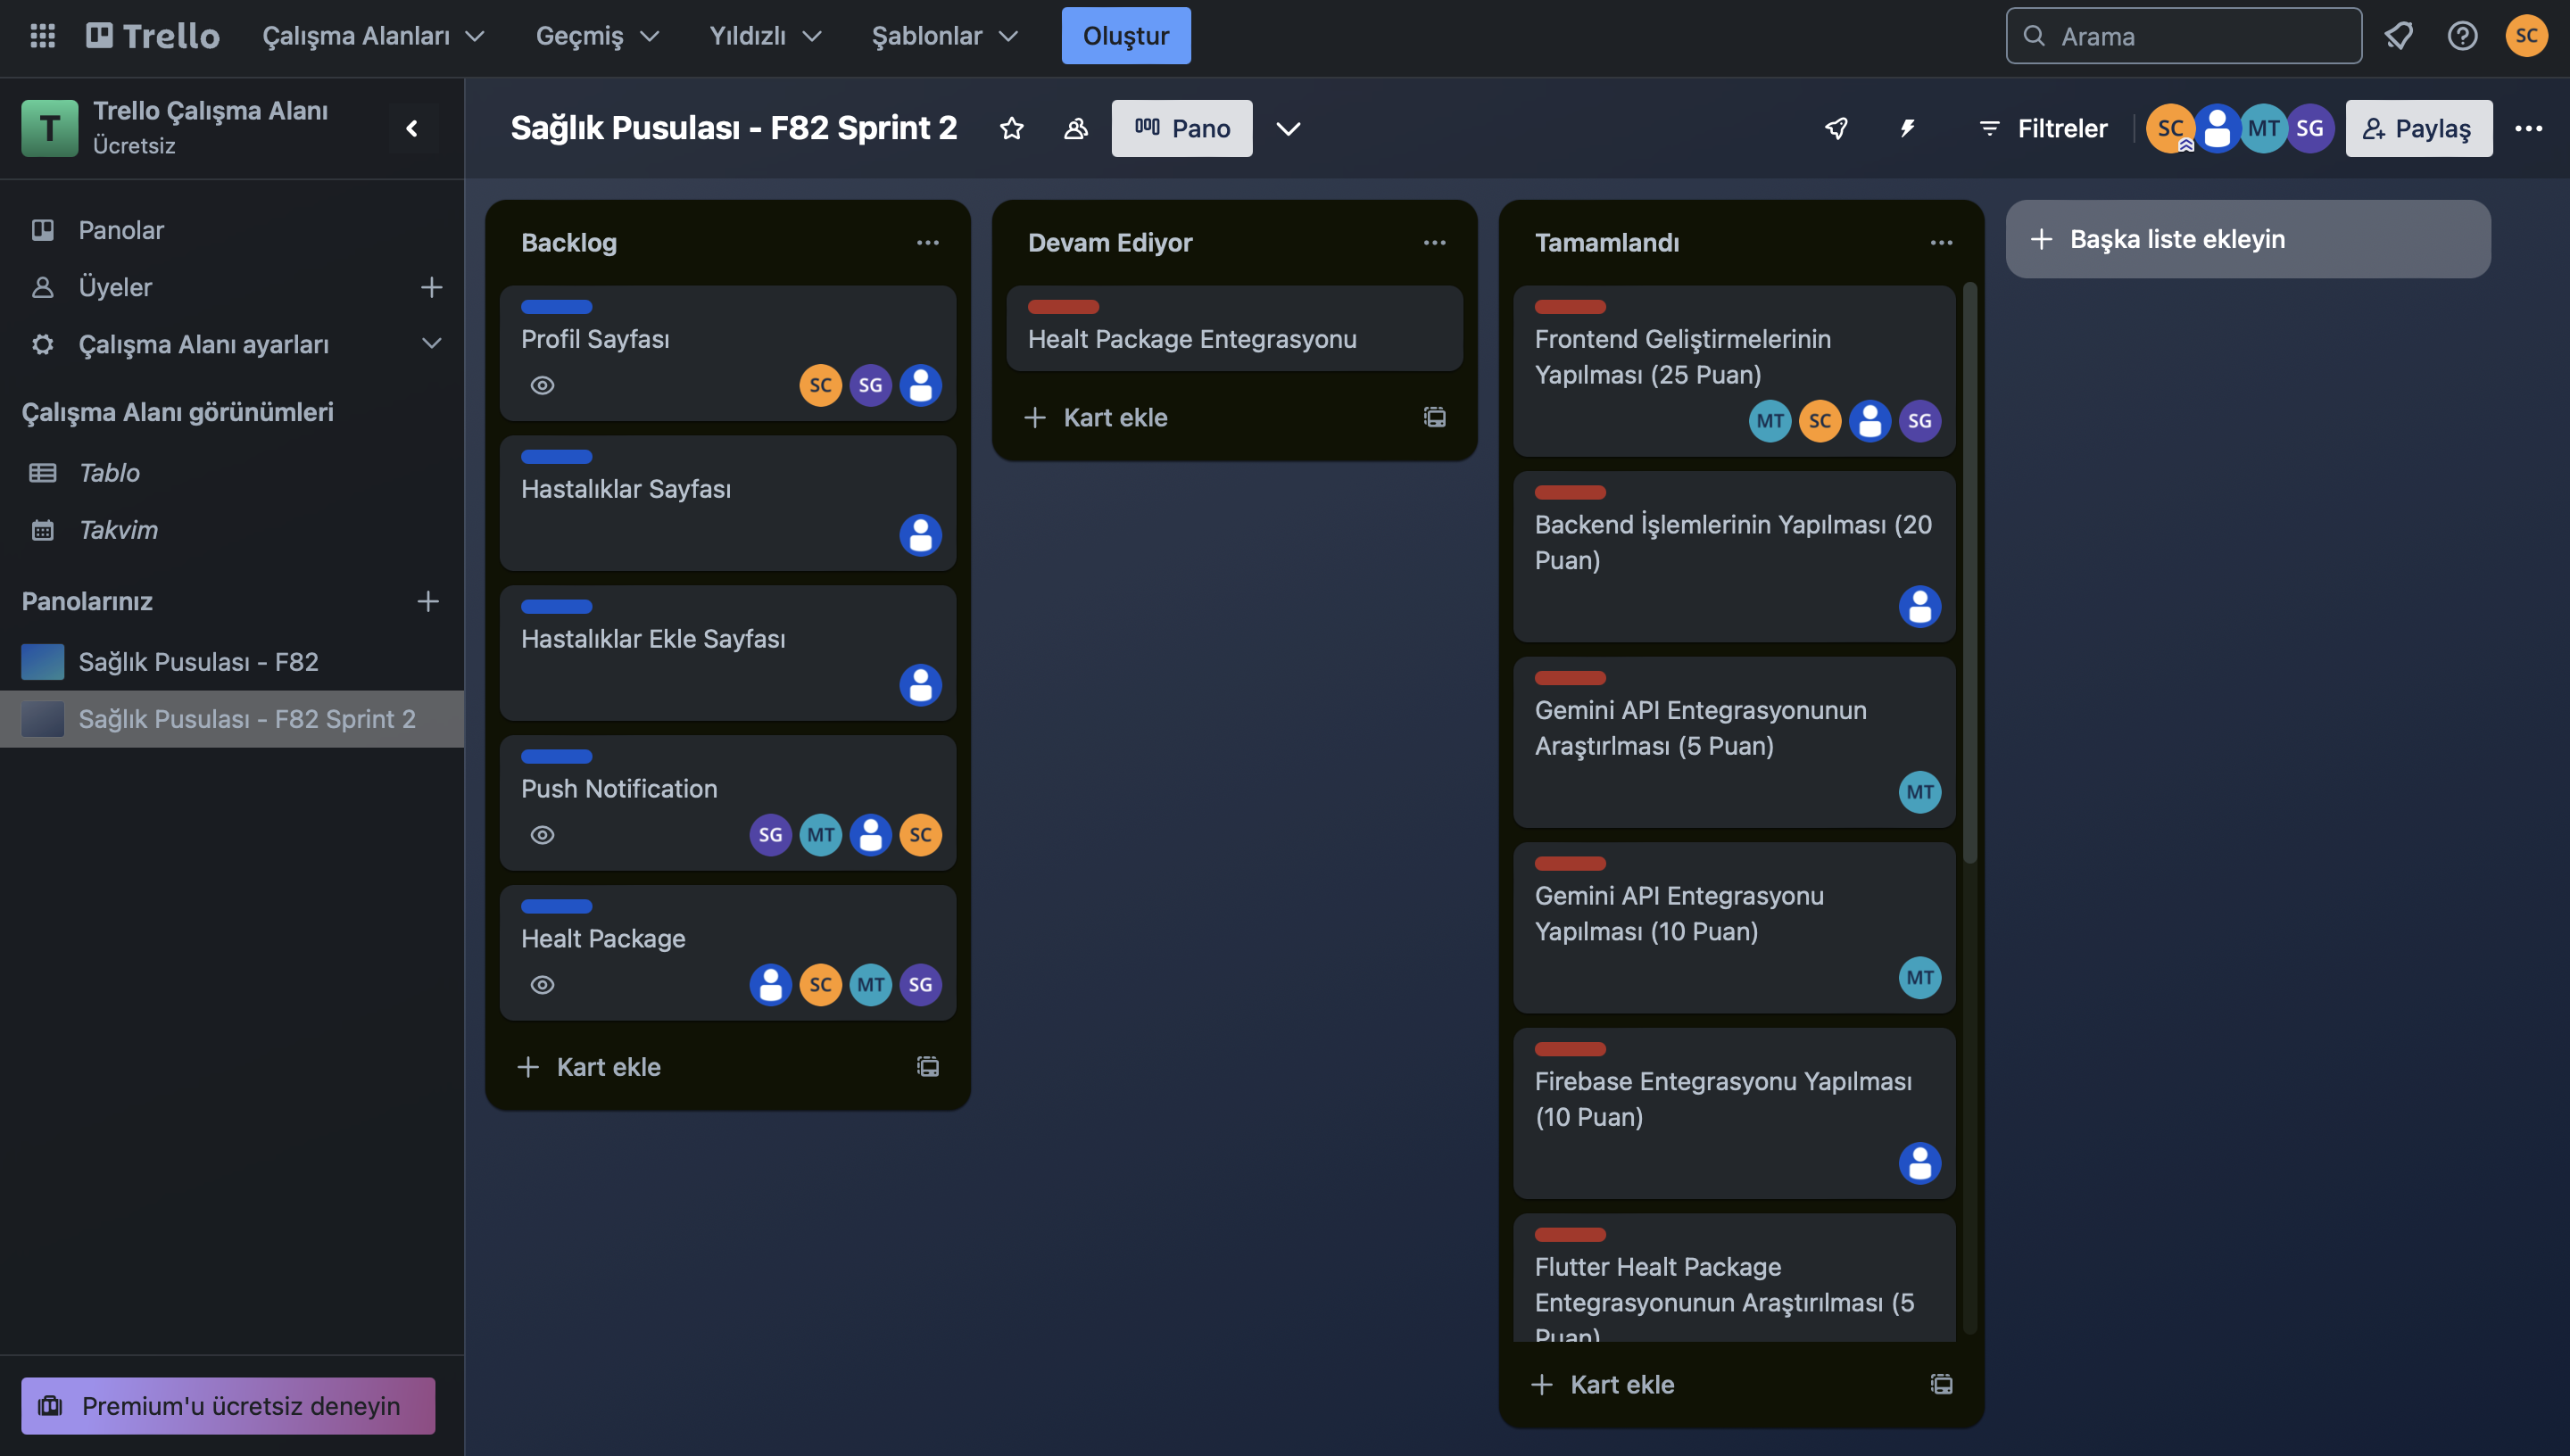 Trello
Çalışma Alanları
Geçmiş
Yıldızlı
Şablonlar
Oluştur
Arama
SC
T
Trello Çalışma Alanı
Ücretsiz
Sağlık Pusulası - F82 Sprint 2
Pano
Filtreler
SC
MT
SG
Paylaş
Panolar
Üyeler
Çalışma Alanı ayarları
Çalışma Alanı görünümleri
Tablo
Takvim
Panolarınız
Sağlık Pusulası - F82
Sağlık Pusulası - F82 Sprint 2
Premium'u ücretsiz deneyin
Backlog
Profil Sayfası
SC SG
Hastalıklar Sayfası
Hastalıklar Ekle Sayfası
Push Notification
SG MT SC
Healt Package
SC MT SG
Kart ekle
Devam Ediyor
Healt Package Entegrasyonu
Kart ekle
Tamamlandı
Frontend Geliştirmelerinin
Yapılması (25 Puan)
MT SC SG
Backend İşlemlerinin Yapılması (20
Puan)
Gemini API Entegrasyonunun
Araştırlması (5 Puan)
MT
Gemini API Entegrasyonu
Yapılması (10 Puan)
MT
Firebase Entegrasyonu Yapılması
(10 Puan)
Flutter Healt Package
Entegrasyonunun Araştırılması (5
Puan)
Kart ekle
Başka liste ekleyin